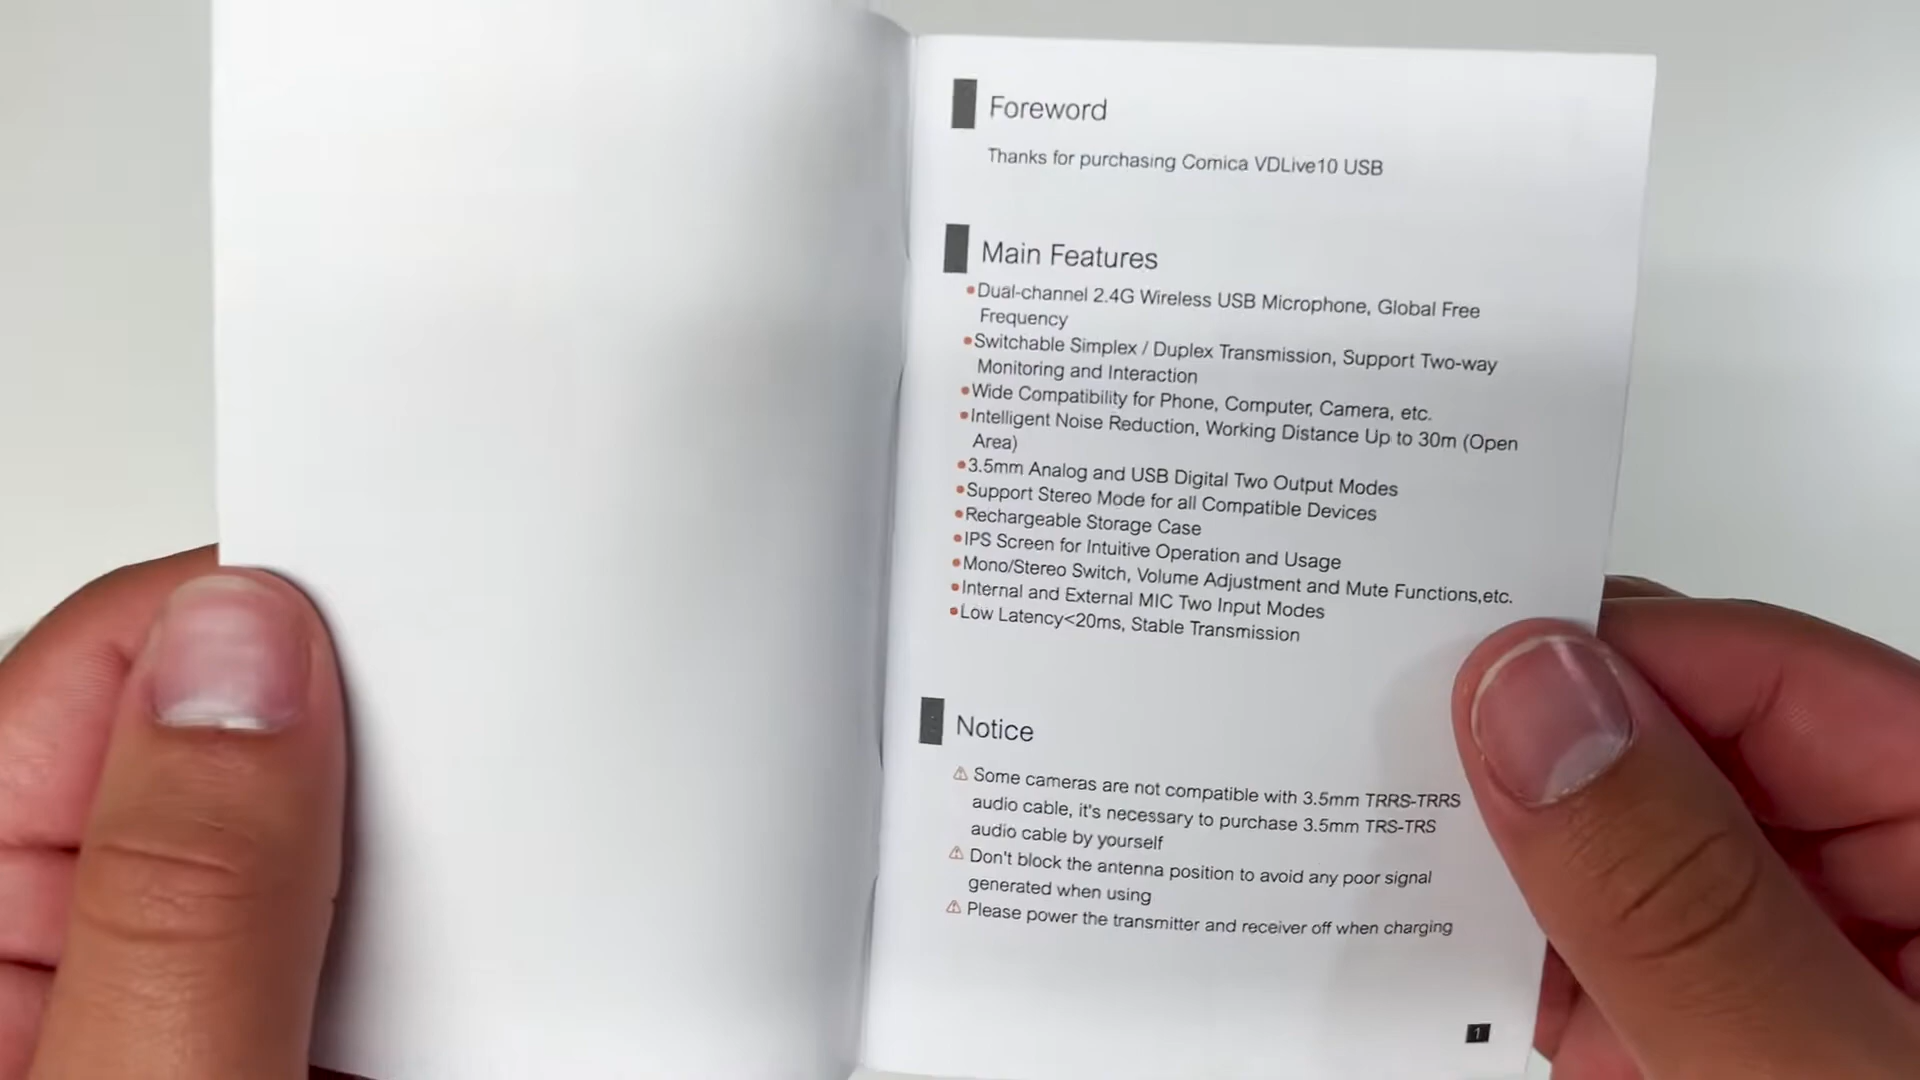 Foreword
Thanks for purchasing Comica VDLive10 USB
Main Features
•Dual-channel 2.4G Wireless USB Microphone, Global Free
Frequency
•Switchable Simplex / Duplex Transmission, Support Two-way
Monitoring and Interaction
•Wide Compatibility for Phone, Computer, Camera, etc.
•Intelligent Noise Reduction, Working Distance Up to 30m (Open
Area)
•3.5mm Analog and USB Digital Two Output Modes
•Support Stereo Mode for all Compatible Devices
•Rechargeable Storage Case
•IPS Screen for Intuitive Operation and Usage
•Mono/Stereo Switch, Volume Adjustment and Mute Functions,etc.
•Internal and External MIC Two Input Modes
•Low Latency<20ms, Stable Transmission
Notice
⚠ Some cameras are not compatible with 3.5mm TRRS-TRRS
audio cable, it's necessary to purchase 3.5mm TRS-TRS
audio cable by yourself
⚠ Don't block the antenna position to avoid any poor signal
generated when using
⚠ Please power the transmitter and receiver off when charging
1